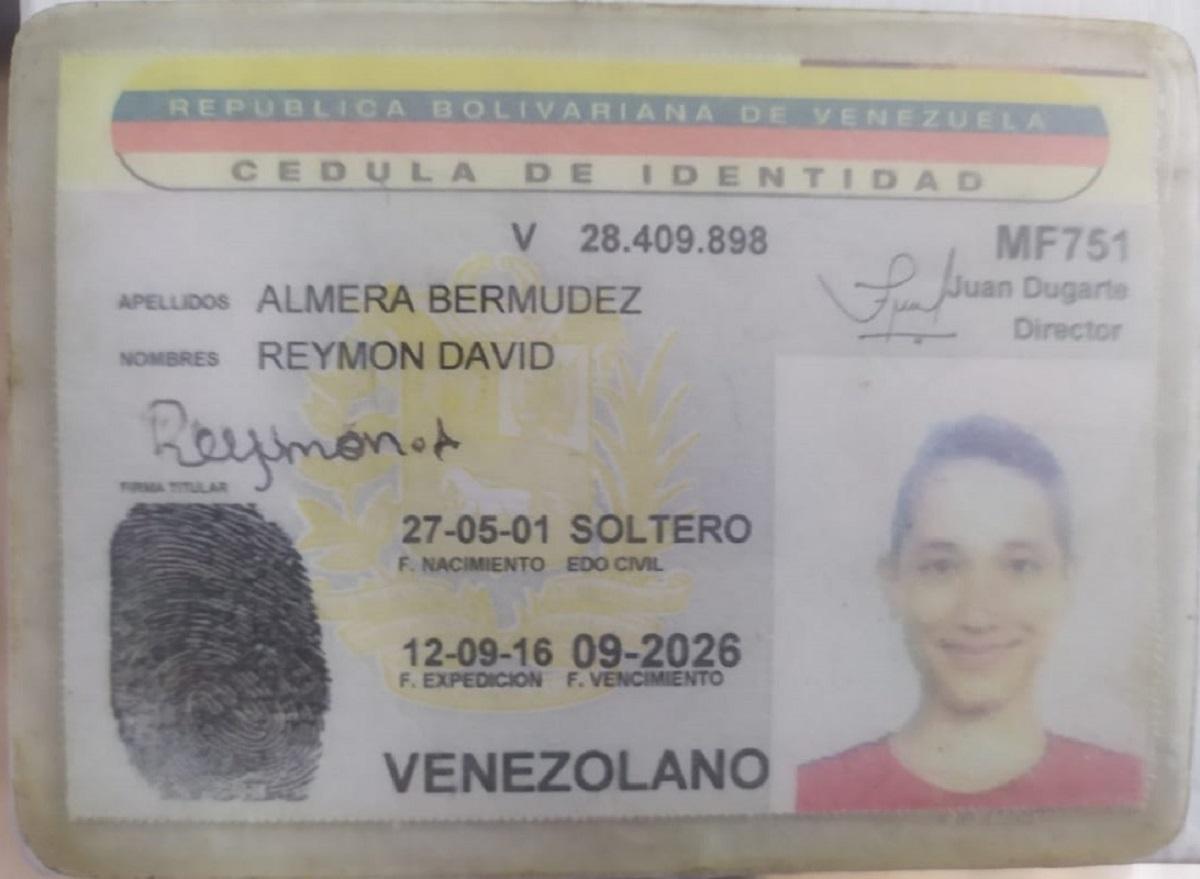 REPUBLICA BOLIVARIANA DE VENEZUELA
CEDULA DE IDENTIDAD
V 28.409.898
MF751
Juan Dugarte
Director
APELLIDOS ALMERA BERMUDEZ
NOMBRES REYMON DAVID
Reymon.d
FIRMA TITULAR
27-05-01 SOLTERO
F. NACIMIENTO EDO CIVIL
12-09-16 09-2026
F. EXPEDICION F. VENCIMIENTO
VENEZOLANO